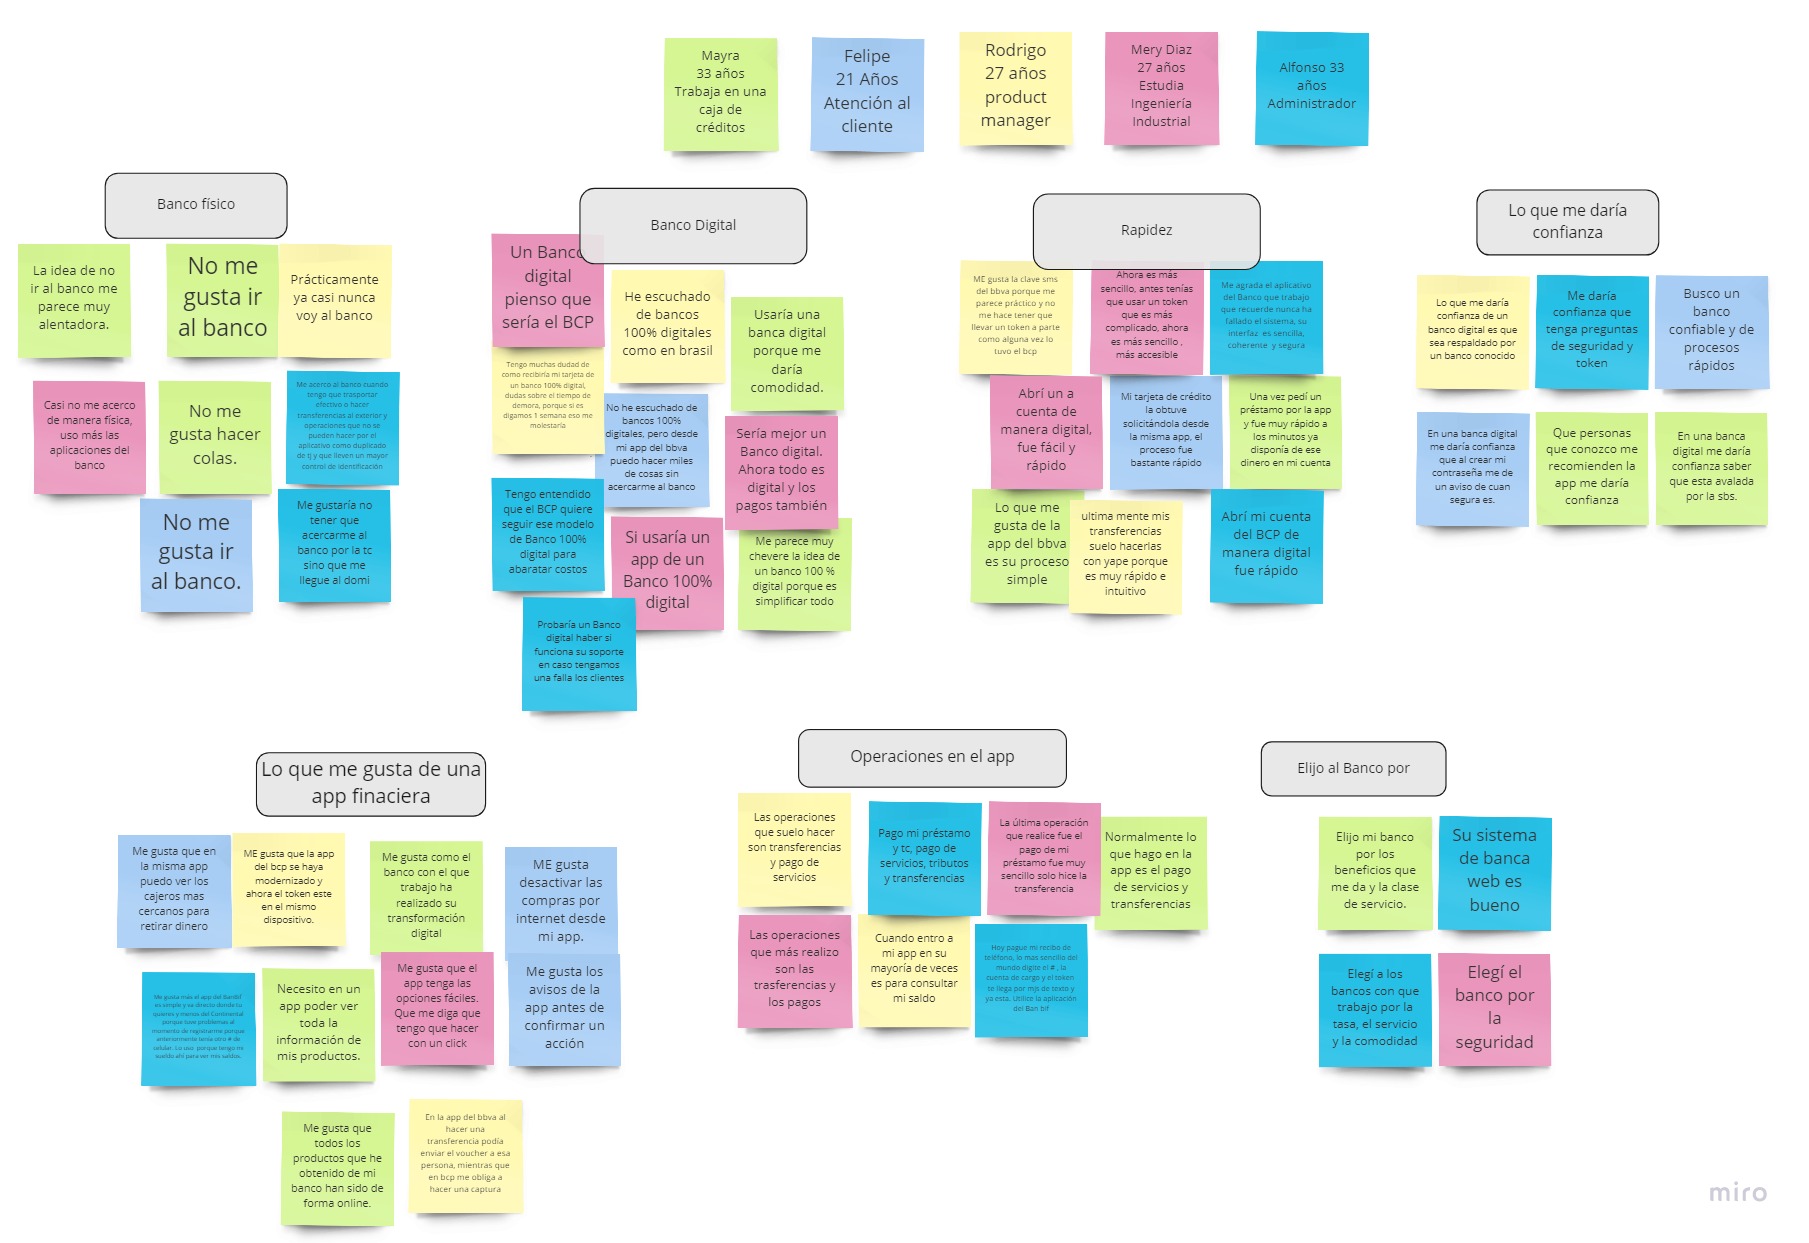 Mayra
33 años
Trabaja en una
caja de
créditos
Felipe
21 Años
Atención al
cliente
Rodrigo
27 años
product
manager
Mery Diaz
27 años
Estudia
Ingeniería
Industrial
Alfonso 33
años
Administrador
Banco físico
La idea de no
ir al banco me
parece muy
alentadora.
No me
gusta ir
al banco
Prácticamente
ya casi nunca
voy al banco
Casi no me acerco
de manera física,
uso más las
aplicaciones del
banco
No me
gusta hacer
colas.
Me acerco al banco cuando
tengo que trasportar
efectivo o hacer
transferencias al exterior y
operaciones que no se
pueden hacer por el
aplicativo como duplicado
de tj y que lleven un mayor
control de identificación
No me
gusta ir
al banco.
Me gustaría no
tener que
acercarme al
banco por la tc
sino que me
llegue al domi
Banco Digital
Un Banco
digital
pienso que
sería el BCP
He escuchado
de bancos
100% digitales
como en brasil
Usaría una
banca digital
porque me
daría
comodidad.
Tengo muchas dudad de
como recibiría mi tarjeta de
un banco 100% digital,
dudas sobre el tiempo de
demora, porque si es
digamos 1 semana eso me
molestaría
No he escuchado de
bancos 100%
digitales, pero desde
mi app del bbva
puedo hacer miles
de cosas sin
acercarme al banco
Sería mejor un
Banco digital.
Ahora todo es
digital y los
pagos también
Tengo entendido
que el BCP quiere
seguir ese modelo
de Banco 100%
digital para
abaratar costos
Si usaría un
app de un
Banco 100%
digital
Me parece muy
chevere la idea de
un banco 100 %
digital porque es
simplificar todo
Probaría un Banco
digital haber si
funciona su soporte
en caso tengamos
una falla los clientes
Rapidez
ME gusta la clave sms
del bbva porque me
parece práctico y no
me hace tener que
llevar un token a parte
como alguna vez lo
tuvo el bcp
Ahora es más
sencillo, antes tenías
que usar un token
que es más
complicado, ahora
es más sencillo ,
más accesible
Me agrada el aplicativo
del Banco que trabajo
que recuerde nunca ha
fallado el sistema, su
interfaz  es sencilla,
coherente  y segura
Abrí un a
cuenta de
manera digital,
fue fácil y
rápido
Mi tarjeta de crédito
la obtuve
solicitándola desde
la misma app, el
proceso fue
bastante rápido
Una vez pedí un
préstamo por la app
y fue muy rápido a
los minutos ya
disponía de ese
dinero en mi cuenta
Lo que me
gusta de la
app del bbva
es su proceso
simple
ultima mente mis
transferencias
suelo hacerlas
con yape porque
es muy rápido e
intuitivo
Abrí mi cuenta
del BCP de
manera digital
fue rápido
Lo que me daría
confianza
Lo que me daría
confianza de un
banco digital es que
sea respaldado por
un banco conocido
Me daría
confianza que
tenga preguntas
de seguridad y
token
Busco un
banco
confiable y de
procesos
rápidos
En una banca digital
me daría confianza
que al crear mi
contraseña me de
un aviso de cuan
segura es.
Que personas
que conozco me
recomienden la
app me daría
confianza
En una banca
digital me daría
confianza saber
que esta avalada
por la sbs.
Lo que me gusta de una
app finaciera
Me gusta que en
la misma app
puedo ver los
cajeros mas
cercanos para
retirar dinero
ME gusta que la app
del bcp se haya
modernizado y
ahora el token este
en el mismo
dispositivo.
Me gusta como el
banco con el que
trabajo ha
realizado su
transformación
digital
ME gusta
desactivar las
compras por
internet desde
mi app.
Me gusta más el app del BanBif
es simple y va directo donde tu
quieres y menos del Continental
porque tuve problemas al
momento de registrarme porque
anteriormente tenía otro # de
celular. Lo uso  porque tengo mi
sueldo ahí para ver mis saldos.
Necesito en un
app poder ver
toda la
información de
mis productos.
Me gusta que el
app tenga las
opciones fáciles.
Que me diga que
tengo que hacer
con un click
Me gusta los
avisos de la
app antes de
confirmar un
acción
Me gusta que
todos los
productos que he
obtenido de mi
banco han sido de
forma online.
En la app del bbva al
hacer una
transferencia podía
enviar el voucher a esa
persona, mientras que
en bcp me obliga a
hacer una captura
Operaciones en el app
Las operaciones
que suelo hacer
son transferencias
y pago de
servicios
Pago mi préstamo
y tc, pago de
servicios, tributos
y transferencias
La última operación
que realice fue el
pago de mi
préstamo fue muy
sencillo solo hice la
transferencia
Normalmente lo
que hago en la
app es el pago
de servicios y
transferencias
Las operaciones
que más realizo
son las
trasferencias y
los pagos
Cuando entro a
mi app en su
mayoría de veces
es para consultar
mi saldo
Hoy pague mi recibo de
teléfono, lo mas sencillo del
mundo digite el # , la
cuenta de cargo y el token
te llega por mjs de texto y
ya esta. Utilice la aplicación
del Ban bif
Elijo al Banco por
Elijo mi banco
por los
beneficios que
me da y la clase
de servicio.
Su sistema
de banca
web es
bueno
Elegí a los
bancos con que
trabajo por la
tasa, el servicio
y la comodidad
Elegí el
banco por
la
seguridad
miro